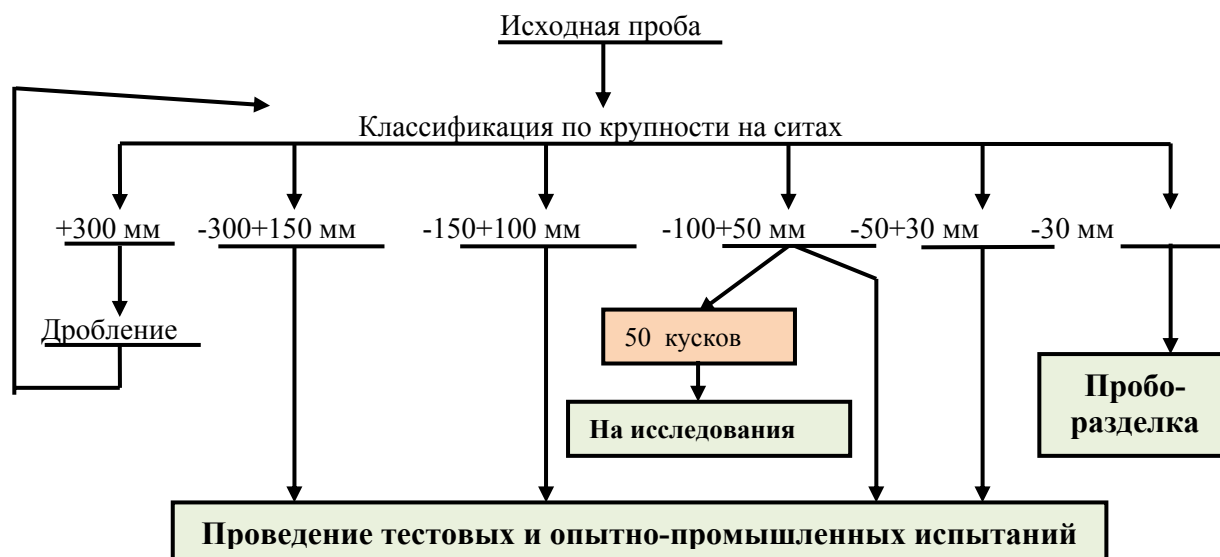 Исходная проба
Классификация по крупности на ситах
+300 мм -300+150 мм -150+100 мм -100+50 мм -50+30 мм -30 мм
Дробление
50 кусков
Пробо-
разделка
На исследования
Проведение тестовых и опытно-промышленных испытаний